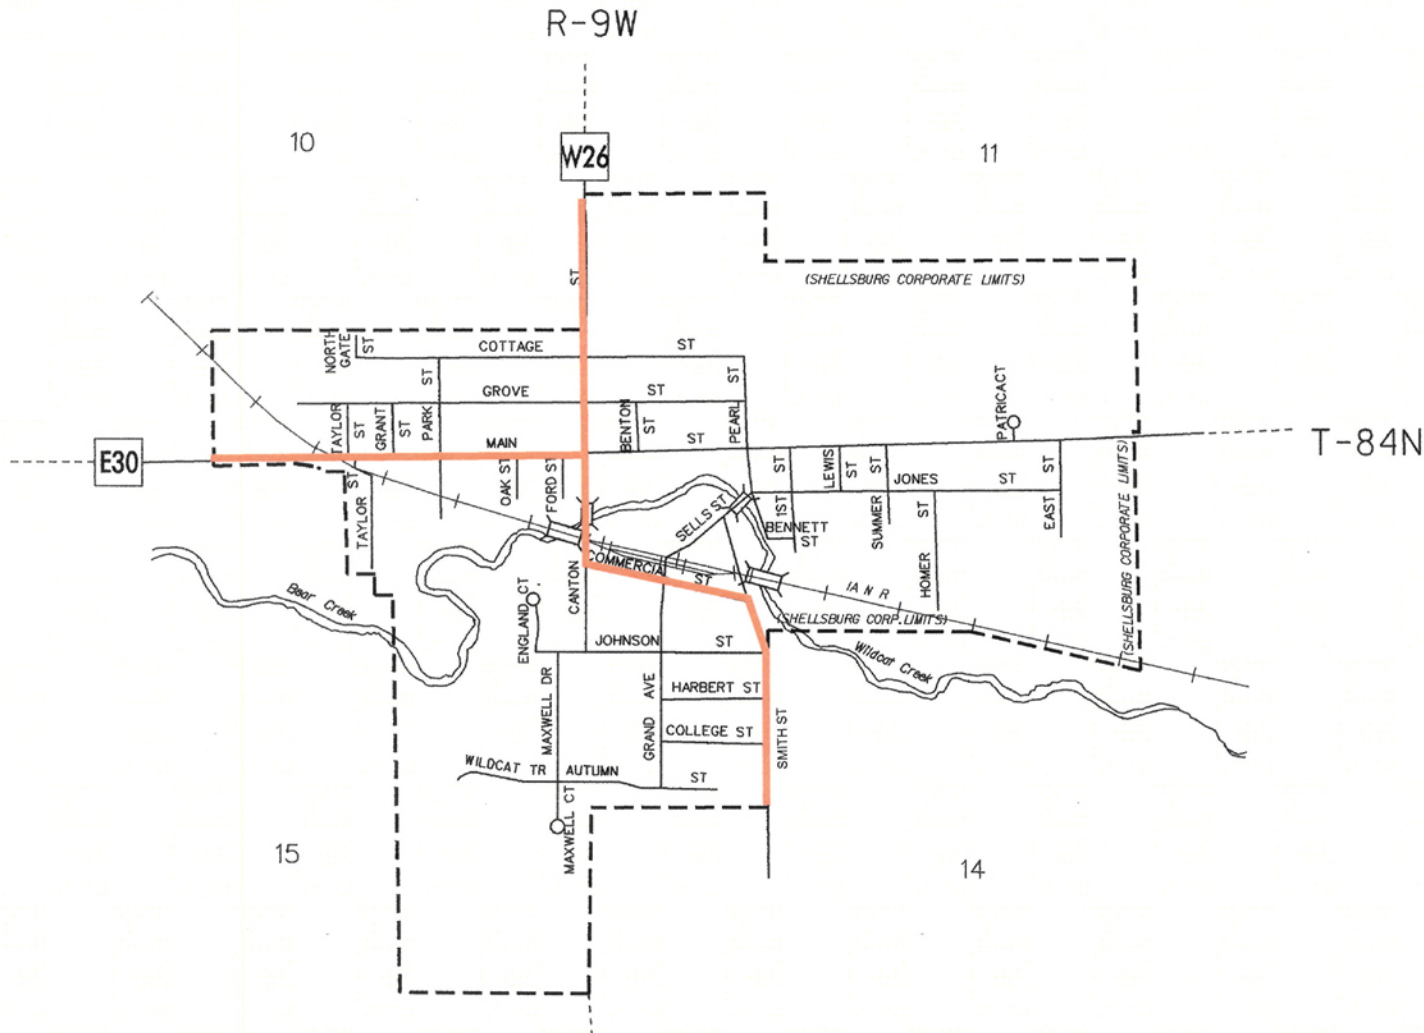 R-9W
10
W26
11
ST
(SHELLSBURG CORPORATE LIMITS)
NORTH
GATE
ST
COTTAGE
ST
ST
ST
GROVE
ST
PATRICACT
TAYLOR
ST
GRANT
ST
PARK
MAIN
BENTON
ST
ST
PEARL
E30
T-84N
OAK ST
FORD ST
ST
TAYLOR
SELLS ST
1ST
ST
LEWIS
ST
SUMMER
ST
JONES
ST
ST
HOMER
EAST
ST
(SHELLSBURG CORPORATE LIMITS)
BENNETT
ST
COMMERCIA
ST
IANR
(SHELLSBURG CORP.LIMITS)
Bear Creek
ENGLAND CT
CANTON
JOHNSON
ST
Wildcat Creek
MAXWELL DR
GRAND AVE
HARBERT ST
COLLEGE ST
SMITH ST
WILDCAT TR
AUTUMN
ST
MAXWELL CT
15
14